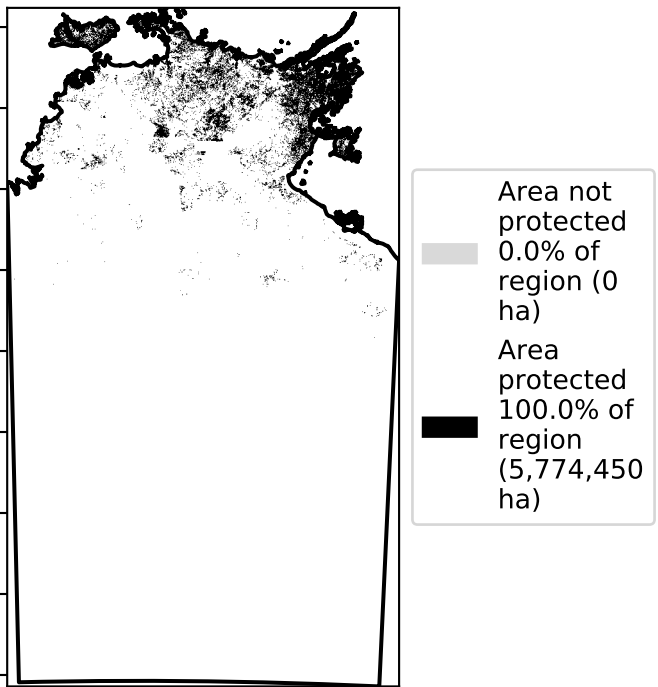 Area not
protected
0.0% of
region (0
ha)
Area
protected
100.0% of
region
(5,774,450
ha)